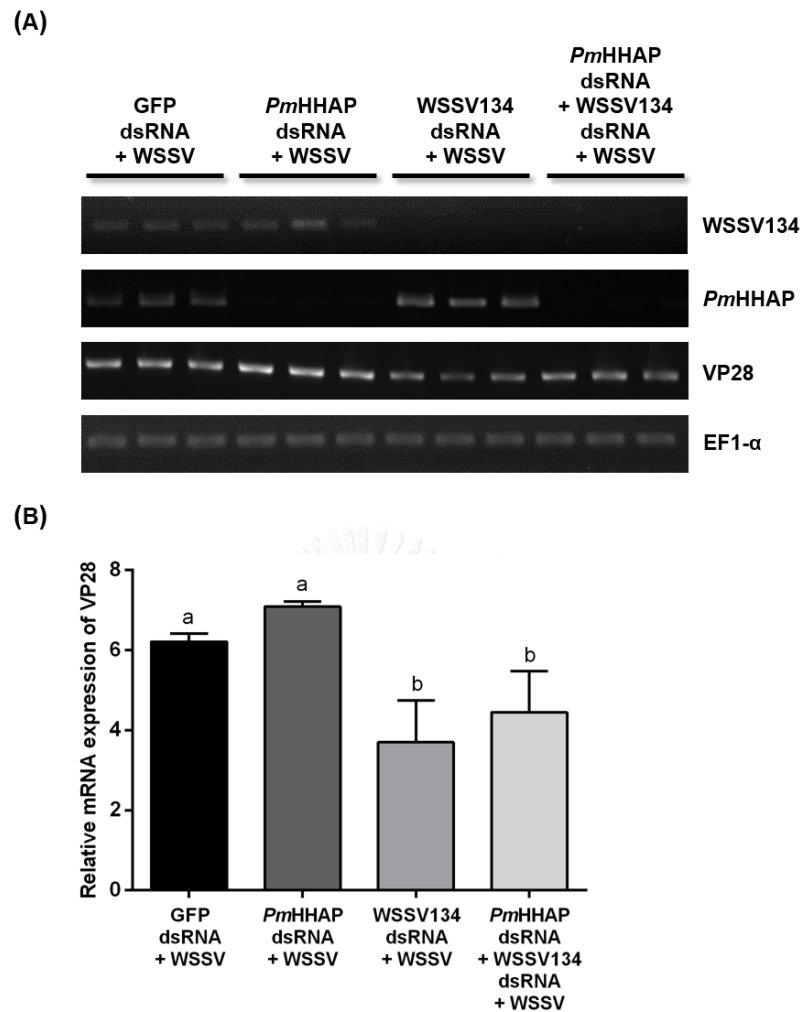 (A)
GFP
dsRNA
+ WSSV
PmHHAP
dsRNA
+ WSSV
WSSV134
dsRNA
+ WSSV
PmHHAP
dsRNA
+ WSSV134
dsRNA
+ WSSV
WSSV134
PmHHAP
VP28
EF1-α
(B)
Relative mRNA expression of VP28
8
6
4
2
0
a
a
b
b
GFP
dsRNA
+ WSSV
PmHHAP
dsRNA
+ WSSV
WSSV134
dsRNA
+ WSSV
PmHHAP
dsRNA
+ WSSV134
dsRNA
+ WSSV